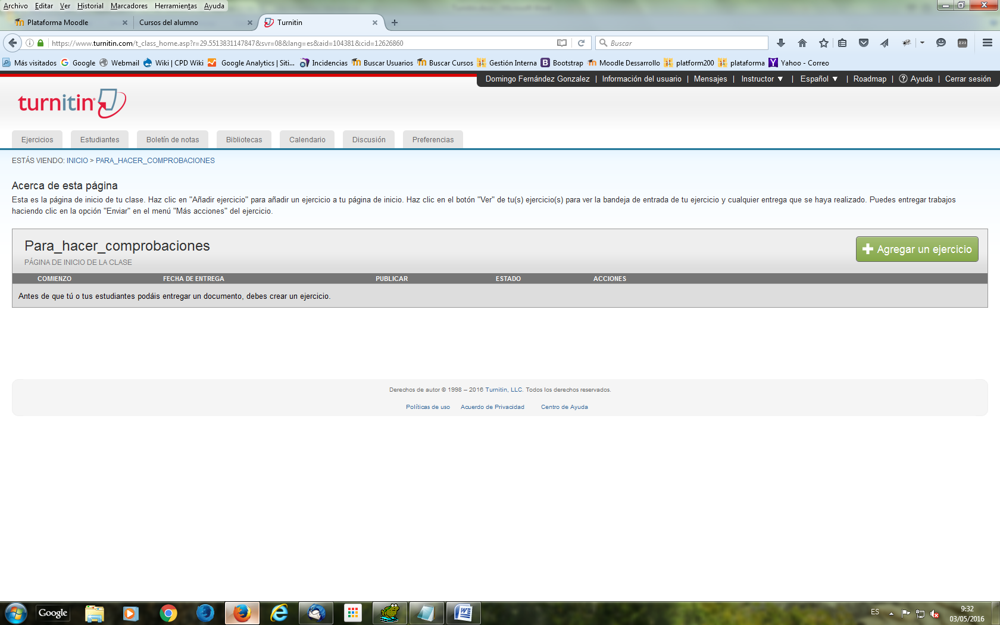 Archivo Editar Ver Historial Marcadores Herramientas Ayuda
Plataforma Moodle
Cursos del alumno
Turnitin
https://www.turnitin.com/t_class_home.asp?r=29.5513831147847&svr=08&lang=es&aid=104381&cid=12626860
Buscar
Más visitados Google Webmail Wiki | CPD Wiki Google Analytics | Siti... Incidencias Buscar Usuarios Buscar Cursos Gestión Interna Bootstrap Moodle Dessarrollo platform200 plataforma Yahoo - Correo
Domingo Fernández Gonzalez | Información del usuario | Mensajes | Instructor ▼ | Español ▼ | Roadmap | ? Ayuda | Cerrar sesión
turnitin
Ejercicios Estudiantes Boletín de notas Bibliotecas Calendario Discusión Preferencias
ESTÁS VIENDO: INICIO > PARA_HACER_COMPROBACIONES
Acerca de esta página
Esta es la página de inicio de tu clase. Haz clic en "Añadir ejercicio" para añadir un ejercicio a tu página de inicio. Haz clic en el botón "Ver" de tu(s) ejercicio(s) para ver la bandeja de entrada de tu ejercicio y cualquier entrega que se haya realizado. Puedes entregar trabajos
haciendo clic en la opción "Enviar" en el menú "Más acciones" del ejercicio.
Para_hacer_comprobaciones
Agregar un ejercicio
PÁGINA DE INICIO DE LA CLASE
COMIENZO FECHA DE ENTREGA PUBLICAR ESTADO ACCIONES
Antes de que tú o tus estudiantes podáis entregar un documento, debes crear un ejercicio.
Derechos de autor © 1998 – 2016 Turnitin, LLC. Todos los derechos reservados.
Políticas de uso Acuerdo de Privacidad Centro de Ayuda
Google
ES
9:32
03/05/2016